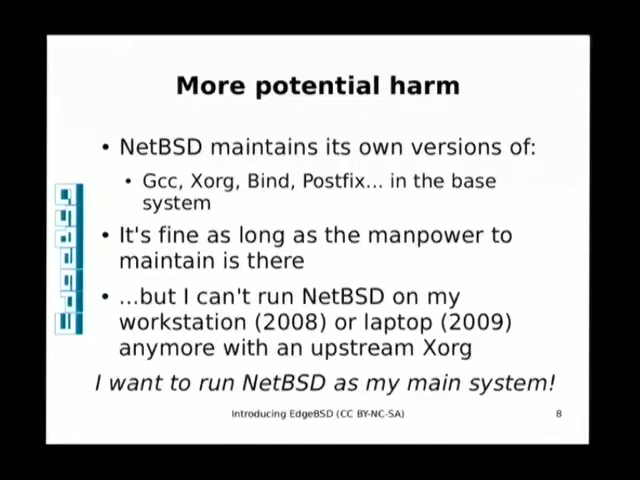 More potential harm
• NetBSD maintains its own versions of:
• Gcc, Xorg, Bind, Postfix... in the base
system
• It's fine as long as the manpower to
maintain is there
• ...but I can't run NetBSD on my
workstation (2008) or laptop (2009)
anymore with an upstream Xorg
I want to run NetBSD as my main system!
Introducing EdgeBSD (CC BY-NC-SA)
8